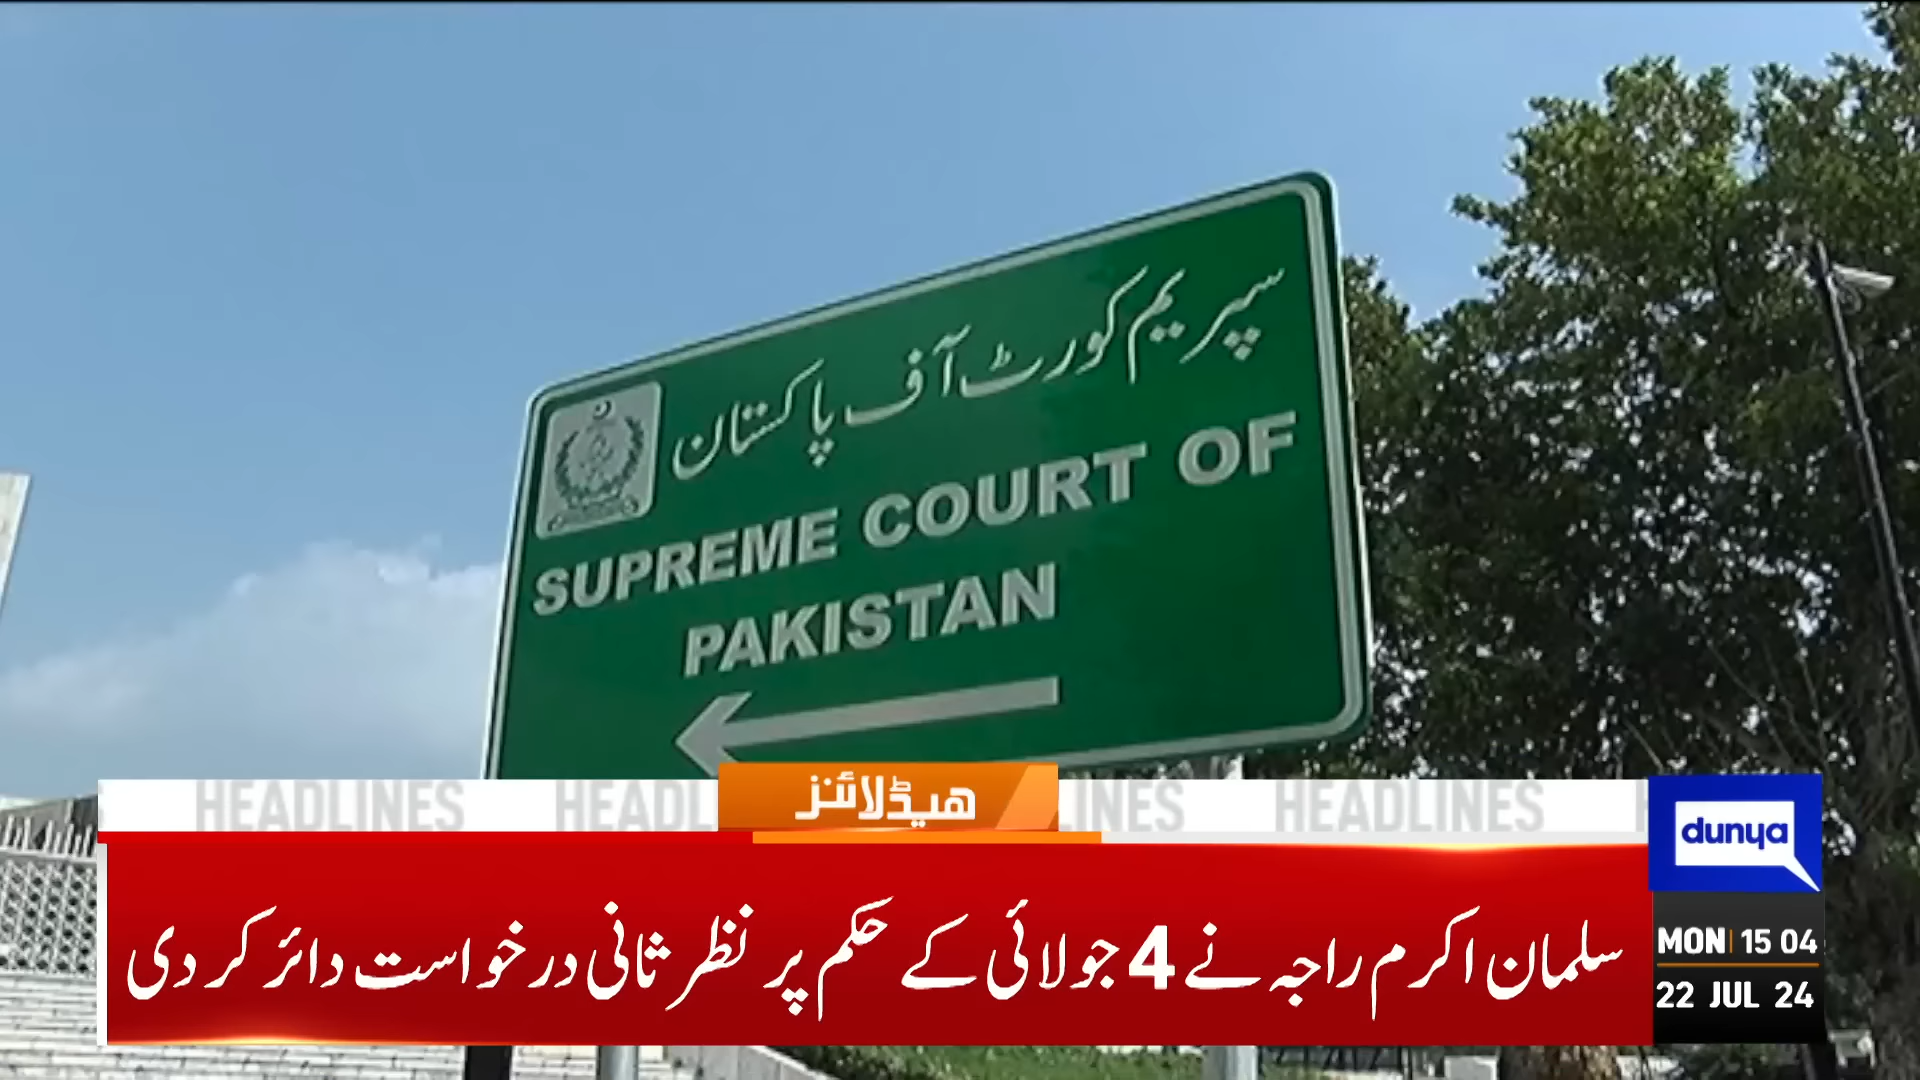 سپریم کورٹ آف پاکستان
SUPREME COURT OF
PAKISTAN
HEADLINES
ہیڈلائنز
HEADLINES
dunya
سلمان اکرم راجہ نے 4 جولائی کے حکم پر نظر ثانی درخواست دائر کر دی
MON 15 04
22 JUL 24